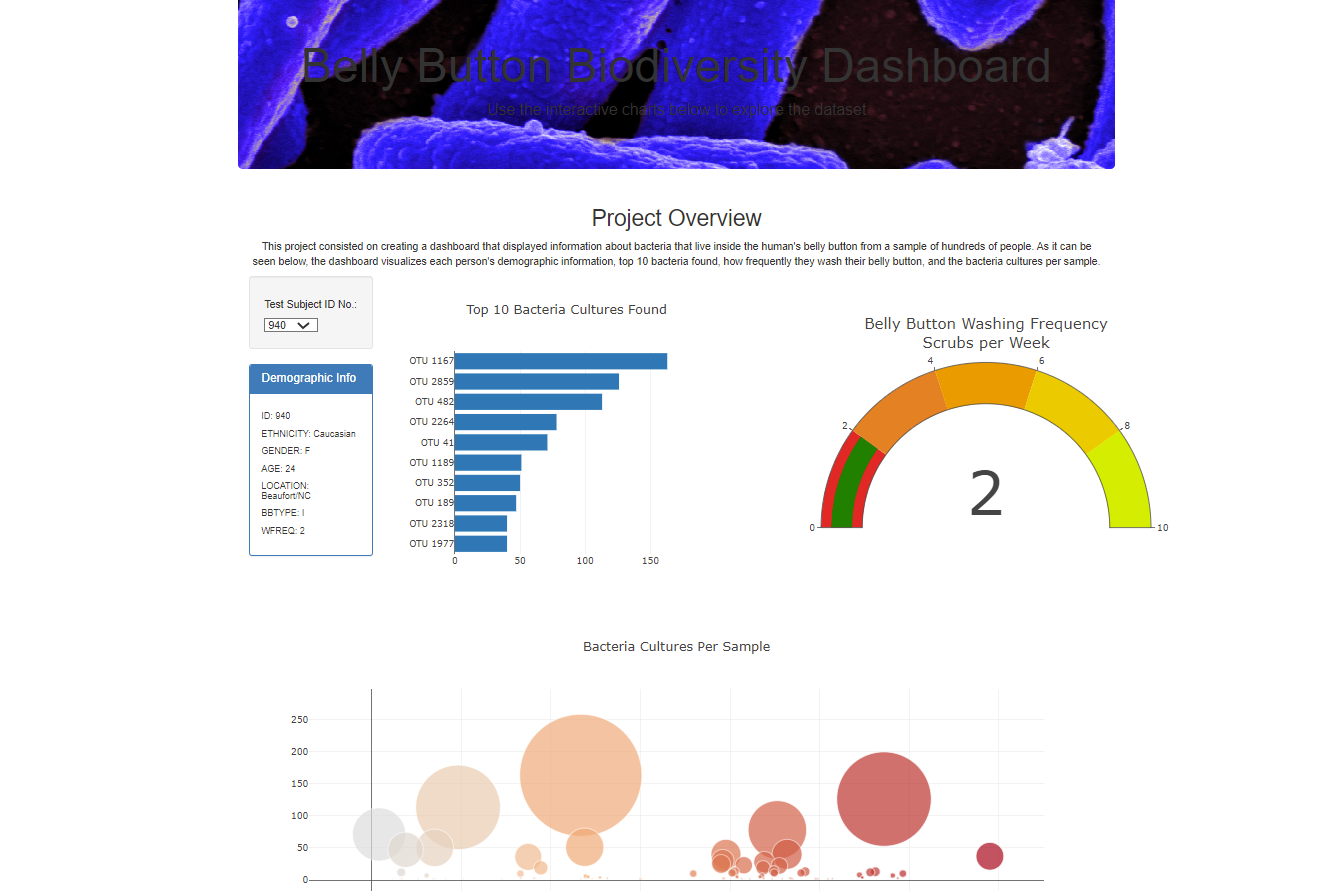 Belly Button Biodiversity Dashboard
Use the interactive charts below to explore the dataset
Project Overview
This project consisted on creating a dashboard that displayed information about bacteria that live inside the human's belly button from a sample of hundreds of people. As it can be
seen below, the dashboard visualizes each person's demographic information, top 10 bacteria found, how frequently they wash their belly button, and the bacteria cultures per sample.
Test Subject ID No.:
940
Demographic Info
ID: 940
ETHNICITY: Caucasian
GENDER: F
AGE: 24
LOCATION:
Beaufort/NC
BBTYPE: I
WFREQ: 2
Top 10 Bacteria Cultures Found
OTU 1167
OTU 2859
OTU 482
OTU 2264
OTU 41
OTU 1189
OTU 352
OTU 189
OTU 2318
OTU 1977
0 50 100 150
Belly Button Washing Frequency
Scrubs per Week
4 6
2 8
2
0 10
Bacteria Cultures Per Sample
250
200
150
100
50
0